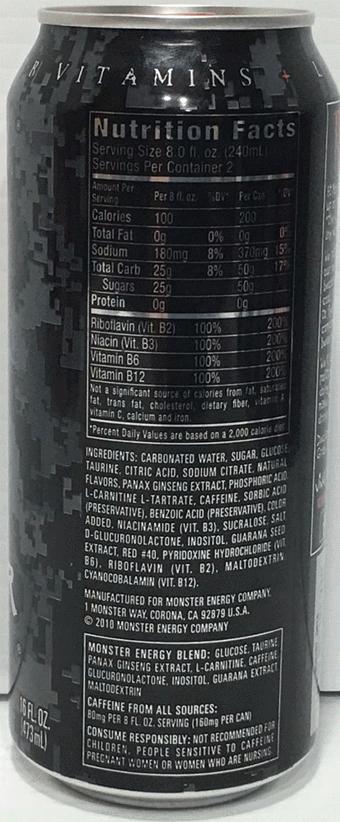 R VITAMINS + L
Nutrition Facts
Serving Size 8.0 fl. oz. (240mL)
Servings Per Container 2
Amount Per Serving Per 8 fl. oz. %DV* Per Can %DV*
Calories 100 200
Total Fat 0g 0% 0g 0%
Sodium 180mg 8% 370mg 15%
Total Carb 25g 8% 50g 17%
Sugars 25g 50g
Protein 0g 0g
Riboflavin (Vit. B2) 100% 200%
Niacin (Vit. B3) 100% 200%
Vitamin B6 100% 200%
Vitamin B12 100% 200%
Not a significant source of calories from fat, saturated
fat, trans fat, cholesterol, dietary fiber, vitamin A,
vitamin C, calcium and iron.
*Percent Daily Values are based on a 2,000 calorie diet.
INGREDIENTS: CARBONATED WATER, SUGAR, GLUCOSE,
TAURINE, CITRIC ACID, SODIUM CITRATE, NATURAL
FLAVORS, PANAX GINSENG EXTRACT, PHOSPHORIC ACID,
L-CARNITINE L-TARTRATE, CAFFEINE, SORBIC ACID
(PRESERVATIVE), BENZOIC ACID (PRESERVATIVE), COLOR
ADDED, NIACINAMIDE (VIT. B3), SUCRALOSE, SALT,
D-GLUCURONOLACTONE, INOSITOL, GUARANA SEED
EXTRACT, RED #40, PYRIDOXINE HYDROCHLORIDE (VIT.
B6), RIBOFLAVIN (VIT. B2), MALTODEXTRIN,
CYANOCOBALAMIN (VIT. B12).
MANUFACTURED FOR MONSTER ENERGY COMPANY,
1 MONSTER WAY, CORONA, CA 92879 U.S.A.
© 2010 MONSTER ENERGY COMPANY
MONSTER ENERGY BLEND: GLUCOSE, TAURINE,
PANAX GINSENG EXTRACT, L-CARNITINE, CAFFEINE,
GLUCURONOLACTONE, INOSITOL, GUARANA EXTRACT,
MALTODEXTRIN
CAFFEINE FROM ALL SOURCES:
80mg PER 8 FL. OZ. SERVING (160mg PER CAN)
CONSUME RESPONSIBLY: NOT RECOMMENDED FOR
CHILDREN, PEOPLE SENSITIVE TO CAFFEINE,
PREGNANT WOMEN OR WOMEN WHO ARE NURSING.
R
16 FL OZ
(473mL)